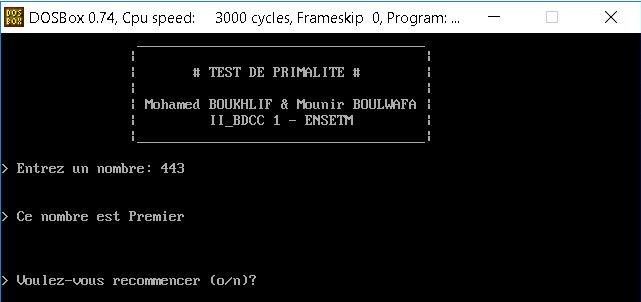 DOS
BOX
DOSBox 0.74, Cpu speed: 3000 cycles, Frameskip 0, Program: ...
# TEST DE PRIMALITE #
Mohamed BOUKHLIF & Mounir BOULWAFA
II_BDCC 1 - ENSETM
> Entrez un nombre: 443
> Ce nombre est Premier
> Voulez-vous recommencer (o/n)?